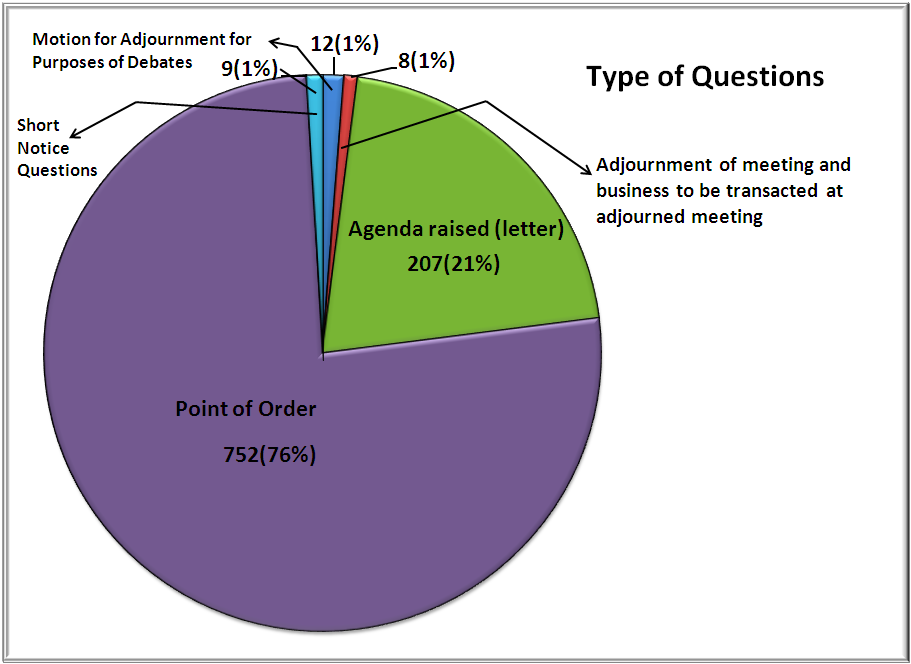 Type of Questions
Motion for Adjournment for
Purposes of Debates
12(1%)
9(1%)
8(1%)
Short
Notice
Questions
Adjournment of meeting and
business to be transacted at
adjourned meeting
Agenda raised (letter)
207(21%)
Point of Order
752(76%)